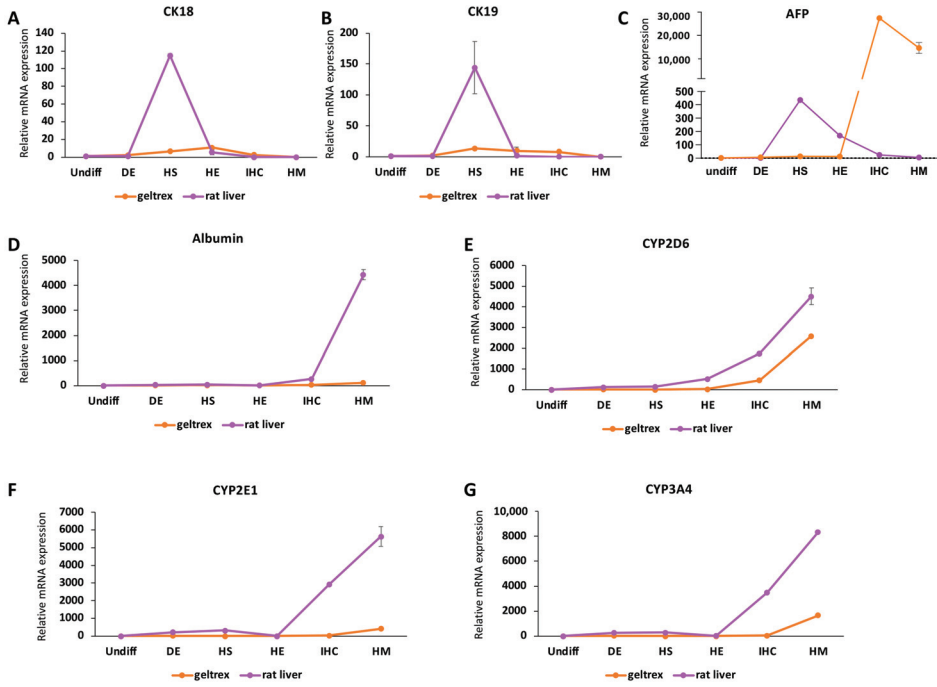 A
CK18
Relative mRNA expression
140
120
100
80
60
40
20
0
Undiff DE HS HE IHC HM
geltrex rat liver
B
CK19
Relative mRNA expression
200
150
100
50
0
Undiff DE HS HE IHC HM
geltrex rat liver
C
AFP
Relative mRNA expression
30,000
20,000
10,000
500
400
300
200
100
0
undiff DE HS HE IHC HM
geltrex rat liver
D
Albumin
Relative mRNA expression
5000
4000
3000
2000
1000
0
Undiff DE HS HE IHC HM
geltrex rat liver
E
CYP2D6
Relative mRNA expression
6000
5000
4000
3000
2000
1000
0
Undiff DE HS HE IHC HM
geltrex rat liver
F
CYP2E1
Relative mRNA expression
7000
6000
5000
4000
3000
2000
1000
0
Undiff DE HS HE IHC HM
geltrex rat liver
G
CYP3A4
Relative mRNA expression
10,000
8000
6000
4000
2000
0
Undiff DE HS HE IHC HM
geltrex rat liver